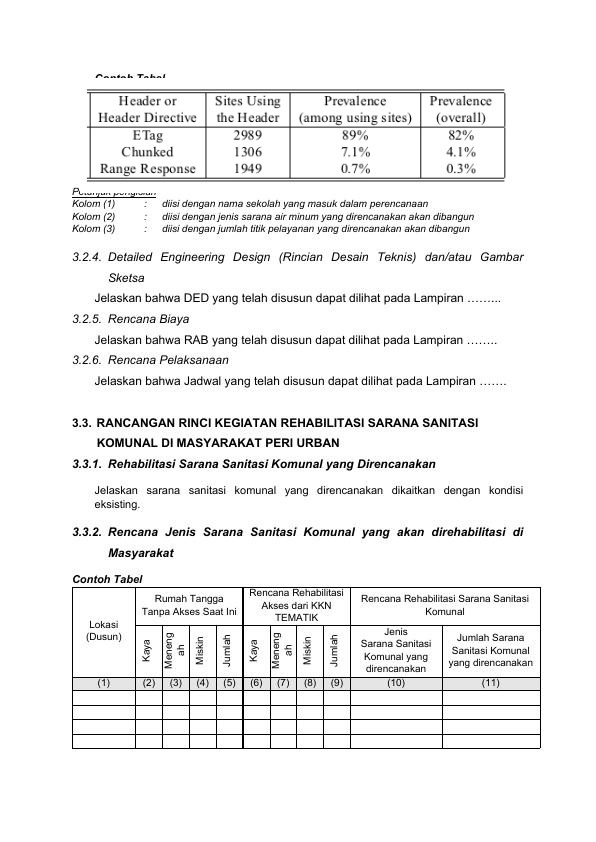 Contoh Tabel
Header or Header Directive Sites Using the Header Prevalence (among using sites) Prevalence (overall)
ETag 2989 89% 82%
Chunked 1306 7.1% 4.1%
Range Response 1949 0.7% 0.3%
Petunjuk pengisian
Kolom (1) : diisi dengan nama sekolah yang masuk dalam perencanaan
Kolom (2) : diisi dengan jenis sarana air minum yang direncanakan akan dibangun
Kolom (3) : diisi dengan jumlah titik pelayanan yang direncanakan akan dibangun
3.2.4. Detailed Engineering Design (Rincian Desain Teknis) dan/atau Gambar
Sketsa
Jelaskan bahwa DED yang telah disusun dapat dilihat pada Lampiran ……...
3.2.5. Rencana Biaya
Jelaskan bahwa RAB yang telah disusun dapat dilihat pada Lampiran ……..
3.2.6. Rencana Pelaksanaan
Jelaskan bahwa Jadwal yang telah disusun dapat dilihat pada Lampiran …….
3.3. RANCANGAN RINCI KEGIATAN REHABILITASI SARANA SANITASI
KOMUNAL DI MASYARAKAT PERI URBAN
3.3.1. Rehabilitasi Sarana Sanitasi Komunal yang Direncanakan
Jelaskan sarana sanitasi komunal yang direncanakan dikaitkan dengan kondisi
eksisting.
3.3.2. Rencana Jenis Sarana Sanitasi Komunal yang akan direhabilitasi di
Masyarakat
Contoh Tabel
Lokasi
(Dusun)
Rumah Tangga
Tanpa Akses Saat Ini
Rencana Rehabilitasi
Akses dari KKN
TEMATIK
Rencana Rehabilitasi Sarana Sanitasi
Komunal
Kaya
Meneng
ah
Miskin
Jumlah
Kaya
Meneng
ah
Miskin
Jumlah
Jenis
Sarana Sanitasi
Komunal yang
direncanakan
Jumlah Sarana
Sanitasi Komunal
yang direncanakan
(1) (2) (3) (4) (5) (6) (7) (8) (9) (10) (11)